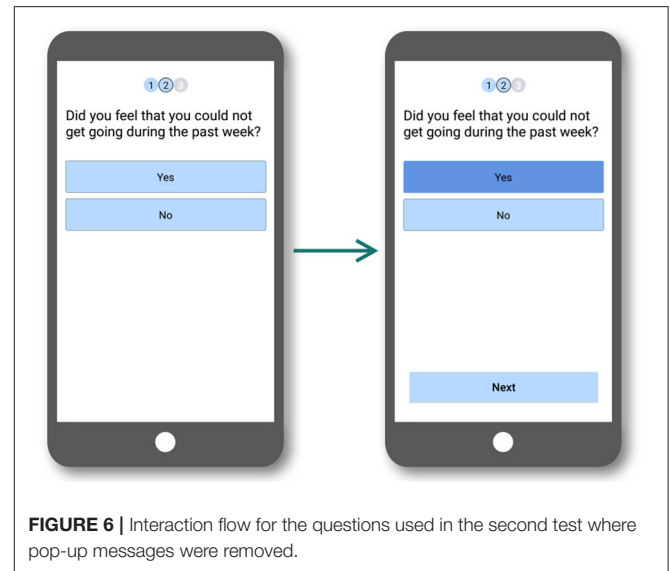 1 2 3
Did you feel that you could not
get going during the past week?
Yes
No
1 2 3
Did you feel that you could not
get going during the past week?
Yes
No
Next
FIGURE 6 | Interaction flow for the questions used in the second test where
pop-up messages were removed.